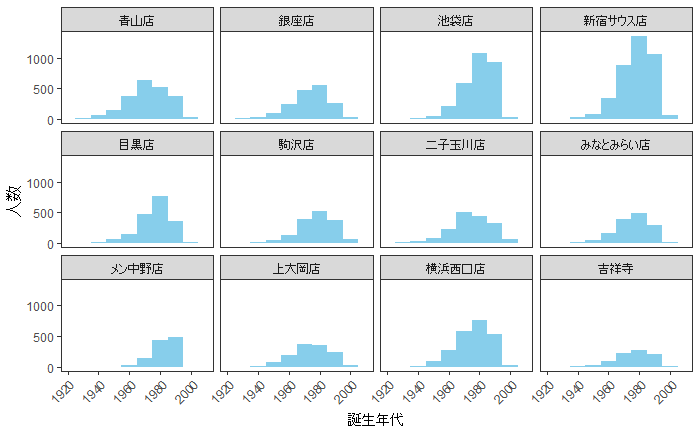 青山店
銀座店
池袋店
新宿サウス店
1000
500
0
目黒店
駒沢店
二子玉川店
みなとみらい店
1000
500
0
人数
メン中野店
上大岡店
横浜西口店
吉祥寺
1000
500
0
1920 1940 1960 1980 2000
1920 1940 1960 1980 2000
1920 1940 1960 1980 2000
1920 1940 1960 1980 2000
誕生年代